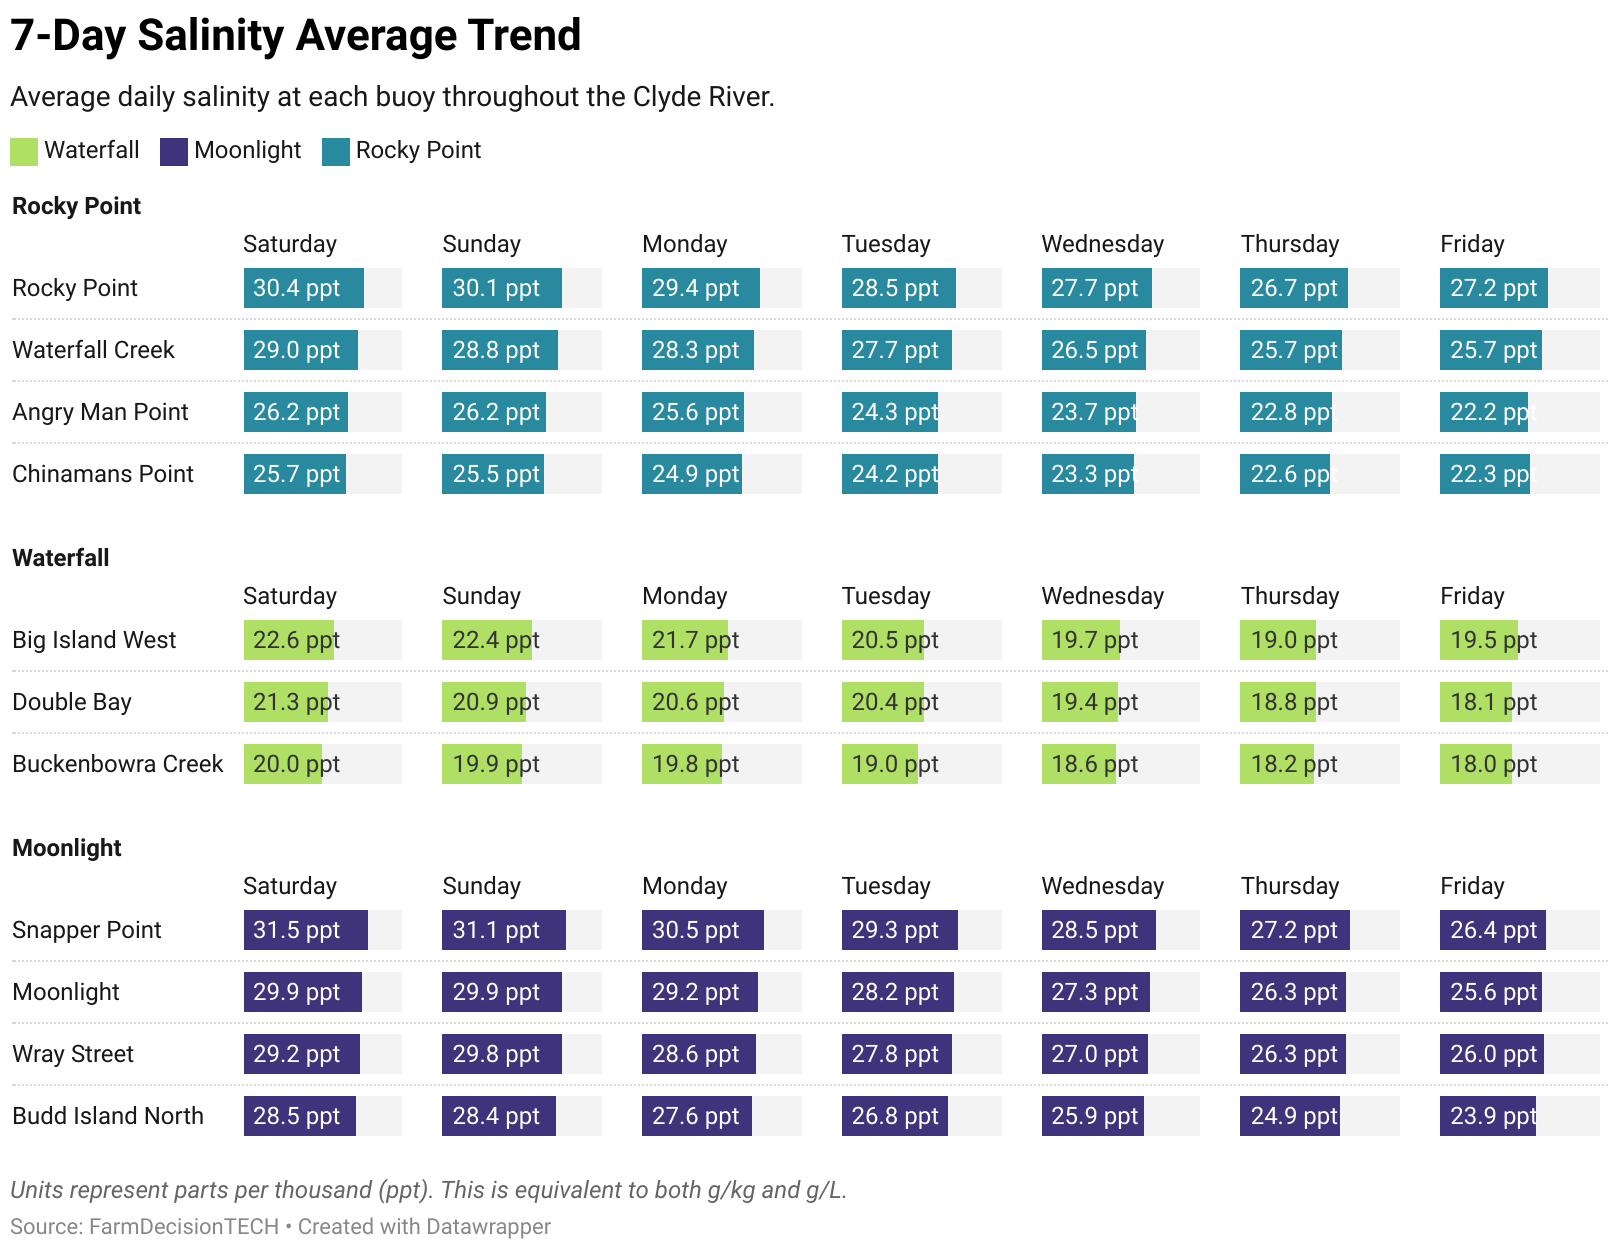 7-Day Salinity Average Trend
Average daily salinity at each buoy throughout the Clyde River.
Waterfall Moonlight Rocky Point
Rocky Point
Saturday Sunday Monday Tuesday Wednesday Thursday Friday
Rocky Point 30.4 ppt 30.1 ppt 29.4 ppt 28.5 ppt 27.7 ppt 26.7 ppt 27.2 ppt
Waterfall Creek 29.0 ppt 28.8 ppt 28.3 ppt 27.7 ppt 26.5 ppt 25.7 ppt 25.7 ppt
Angry Man Point 26.2 ppt 26.2 ppt 25.6 ppt 24.3 ppt 23.7 ppt 22.8 ppt 22.2 ppt
Chinamans Point 25.7 ppt 25.5 ppt 24.9 ppt 24.2 ppt 23.3 ppt 22.6 ppt 22.3 ppt
Waterfall
Saturday Sunday Monday Tuesday Wednesday Thursday Friday
Big Island West 22.6 ppt 22.4 ppt 21.7 ppt 20.5 ppt 19.7 ppt 19.0 ppt 19.5 ppt
Double Bay 21.3 ppt 20.9 ppt 20.6 ppt 20.4 ppt 19.4 ppt 18.8 ppt 18.1 ppt
Buckenbowra Creek 20.0 ppt 19.9 ppt 19.8 ppt 19.0 ppt 18.6 ppt 18.2 ppt 18.0 ppt
Moonlight
Saturday Sunday Monday Tuesday Wednesday Thursday Friday
Snapper Point 31.5 ppt 31.1 ppt 30.5 ppt 29.3 ppt 28.5 ppt 27.2 ppt 26.4 ppt
Moonlight 29.9 ppt 29.9 ppt 29.2 ppt 28.2 ppt 27.3 ppt 26.3 ppt 25.6 ppt
Wray Street 29.2 ppt 29.8 ppt 28.6 ppt 27.8 ppt 27.0 ppt 26.3 ppt 26.0 ppt
Budd Island North 28.5 ppt 28.4 ppt 27.6 ppt 26.8 ppt 25.9 ppt 24.9 ppt 23.9 ppt
Units represent parts per thousand (ppt). This is equivalent to both g/kg and g/L.
Source: FarmDecisionTECH • Created with Datawrapper